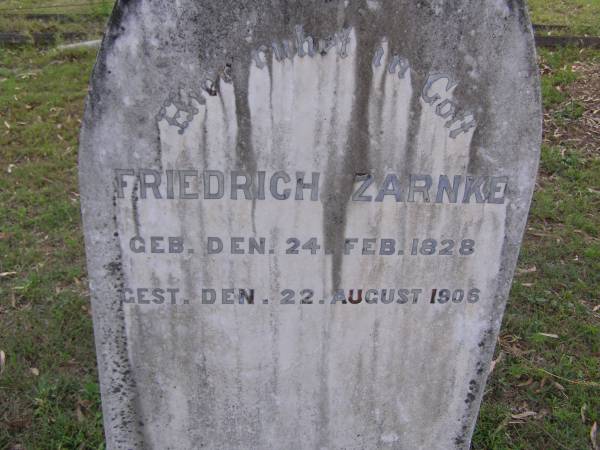 Hier ruhet in Gott
FRIEDRICH ZARNKE
GEB. DEN. 24. FEB. 1828
GEST. DEN. 22. AUGUST 1906